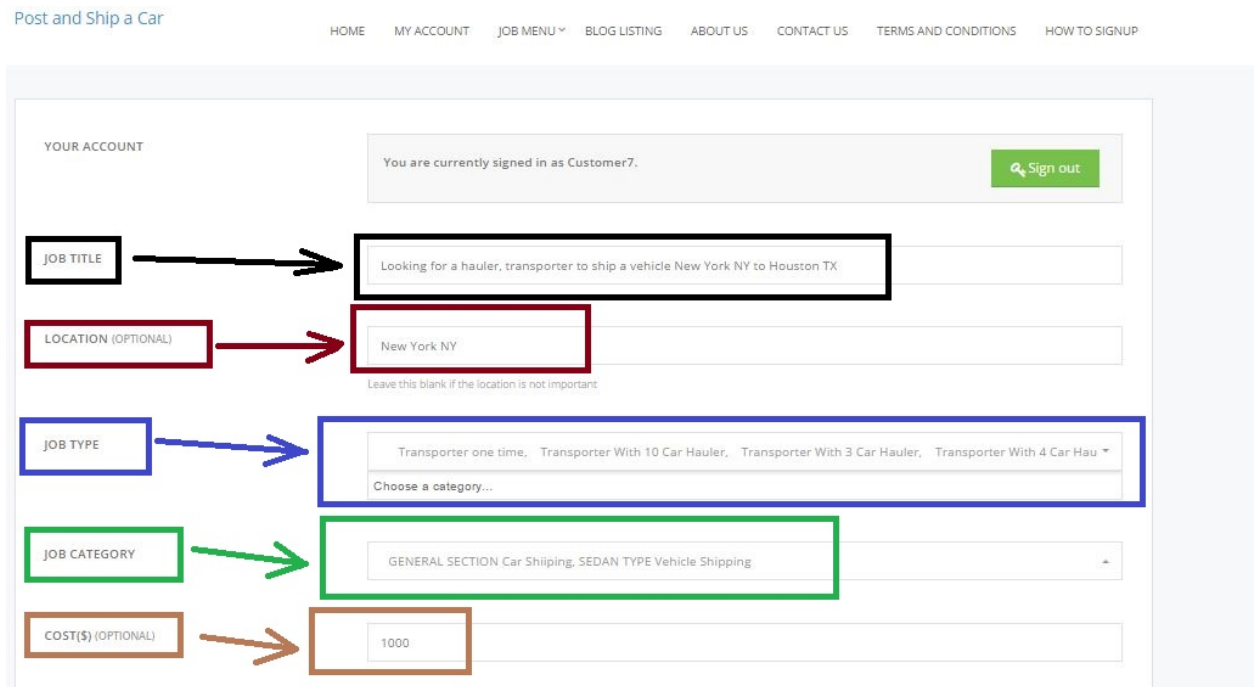 Post and Ship a Car
HOME MY ACCOUNT JOB MENU BLOG LISTING ABOUT US CONTACT US TERMS AND CONDITIONS HOW TO SIGNUP
YOUR ACCOUNT
You are currently signed in as Customer7.
Sign out
JOB TITLE
Looking for a hauler, transporter to ship a vehicle New York NY to Houston TX
LOCATION (OPTIONAL)
New York NY
Leave this blank if the location is not important
JOB TYPE
Transporter one time, Transporter With 10 Car Hauler, Transporter With 3 Car Hauler, Transporter With 4 Car Hau
Choose a category...
JOB CATEGORY
GENERAL SECTION Car Shiiping, SEDAN TYPE Vehicle Shipping
COST($) (OPTIONAL)
1000